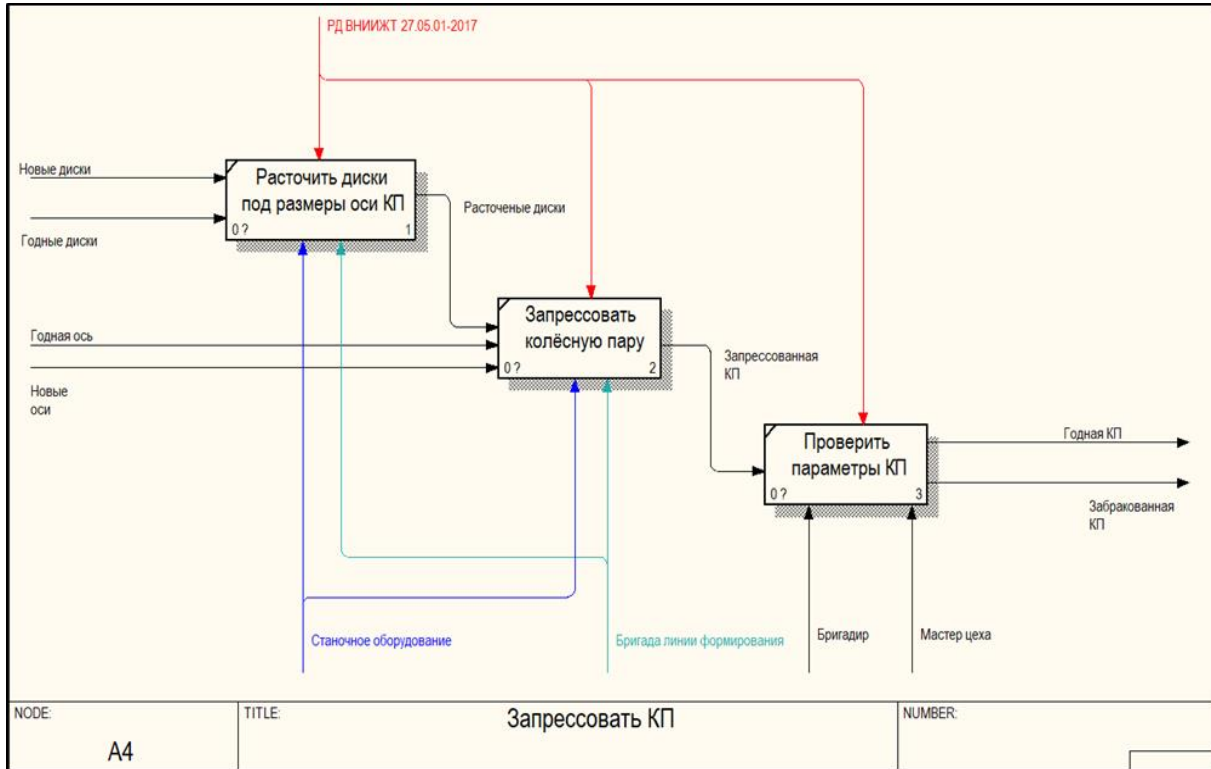 РД ВНИИЖТ 27.05.01-2017
Новые диски
Расточить диски
под размеры оси КП
0 ?
1
Годные диски
Расточеные диски
Годная ось
Новые
оси
Запрессовать
колёсную пару
0 ?
2
Запрессованная
КП
Проверить
параметры КП
0 ?
3
Годная КП
Забракованная
КП
Станочное оборудование
Бригада линии формирования
Бригадир
Мастер цеха
NODE:
A4
TITLE:
Запрессовать КП
NUMBER: